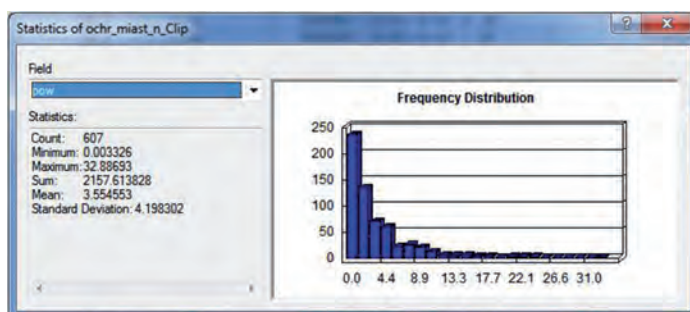 Statistics of ochr_miast_n_Clip
Field
pow
Statistics:
Count: 607
Minimum: 0.003326
Maximum: 32.88693
Sum: 2157.613828
Mean: 3.554553
Standard Deviation: 4.198302
Frequency Distribution
250
200
150
100
50
0
0.0 4.4 8.9 13.3 17.7 22.1 26.6 31.0